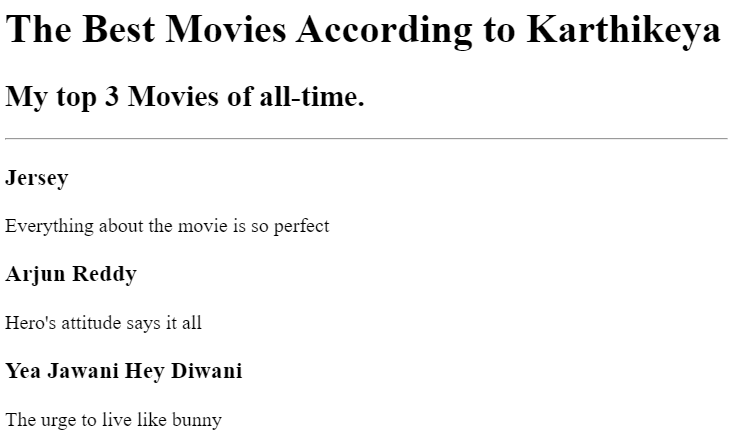 The Best Movies According to Karthikeya
My top 3 Movies of all-time.
Jersey
Everything about the movie is so perfect
Arjun Reddy
Hero's attitude says it all
Yea Jawani Hey Diwani
The urge to live like bunny